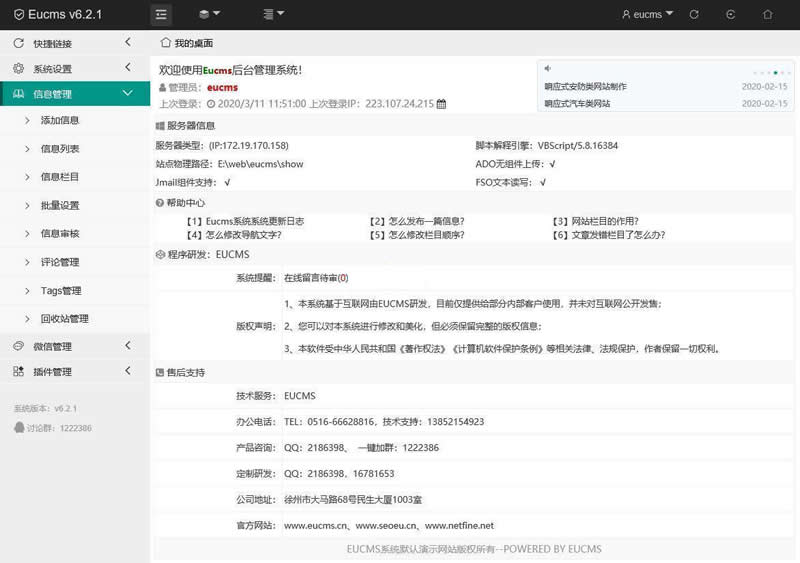 Eucms v6.2.1
eucms
快捷链接
系统设置
信息管理
添加信息
信息列表
信息栏目
批量设置
信息审核
评论管理
Tags管理
回收站管理
微信管理
插件管理
系统版本：v6.2.1
讨论群：1222386
我的桌面
欢迎使用Eucms后台管理系统！
管理员：eucms
上次登录：2020/3/11 11:51:00 上次登录IP：223.107.24.215
响应式安防类网站制作 2020-02-15
响应式汽车类网站 2020-02-15
服务器信息
服务器类型：(IP:172.19.170.158) 脚本解释引擎：VBScript/5.8.16384
站点物理路径：E:\web\eucms\show ADO无组件上传：√
Jmail组件支持：√ FSO文本读写：√
帮助中心
【1】Eucms系统系统更新日志 【2】怎么发布一篇信息? 【3】网站栏目的作用?
【4】怎么修改导航文字? 【5】怎么修改栏目顺序? 【6】文章发错栏目了怎么办?
程序研发：EUCMS
系统提醒：在线留言待审(0)
1、本系统基于互联网由EUCMS研发，目前仅提供给部分内部客户使用，并未对互联网公开发售；
版权声明：2、您可以对本系统进行修改和美化，但必须保留完整的版权信息；
3、本软件受中华人民共和国《著作权法》《计算机软件保护条例》等相关法律、法规保护，作者保留一切权利。
售后支持
技术服务：EUCMS
办公电话：TEL：0516-66628816，技术支持：13852154923
产品咨询：QQ：2186398、 一键加群：1222386
定制研发：QQ：2186398，16781653
公司地址：徐州市大马路68号民生大厦1003室
官方网站：www.eucms.cn、www.seoeu.cn、www.netfine.net
EUCMS系统默认演示网站版权所有--POWERED BY EUCMS